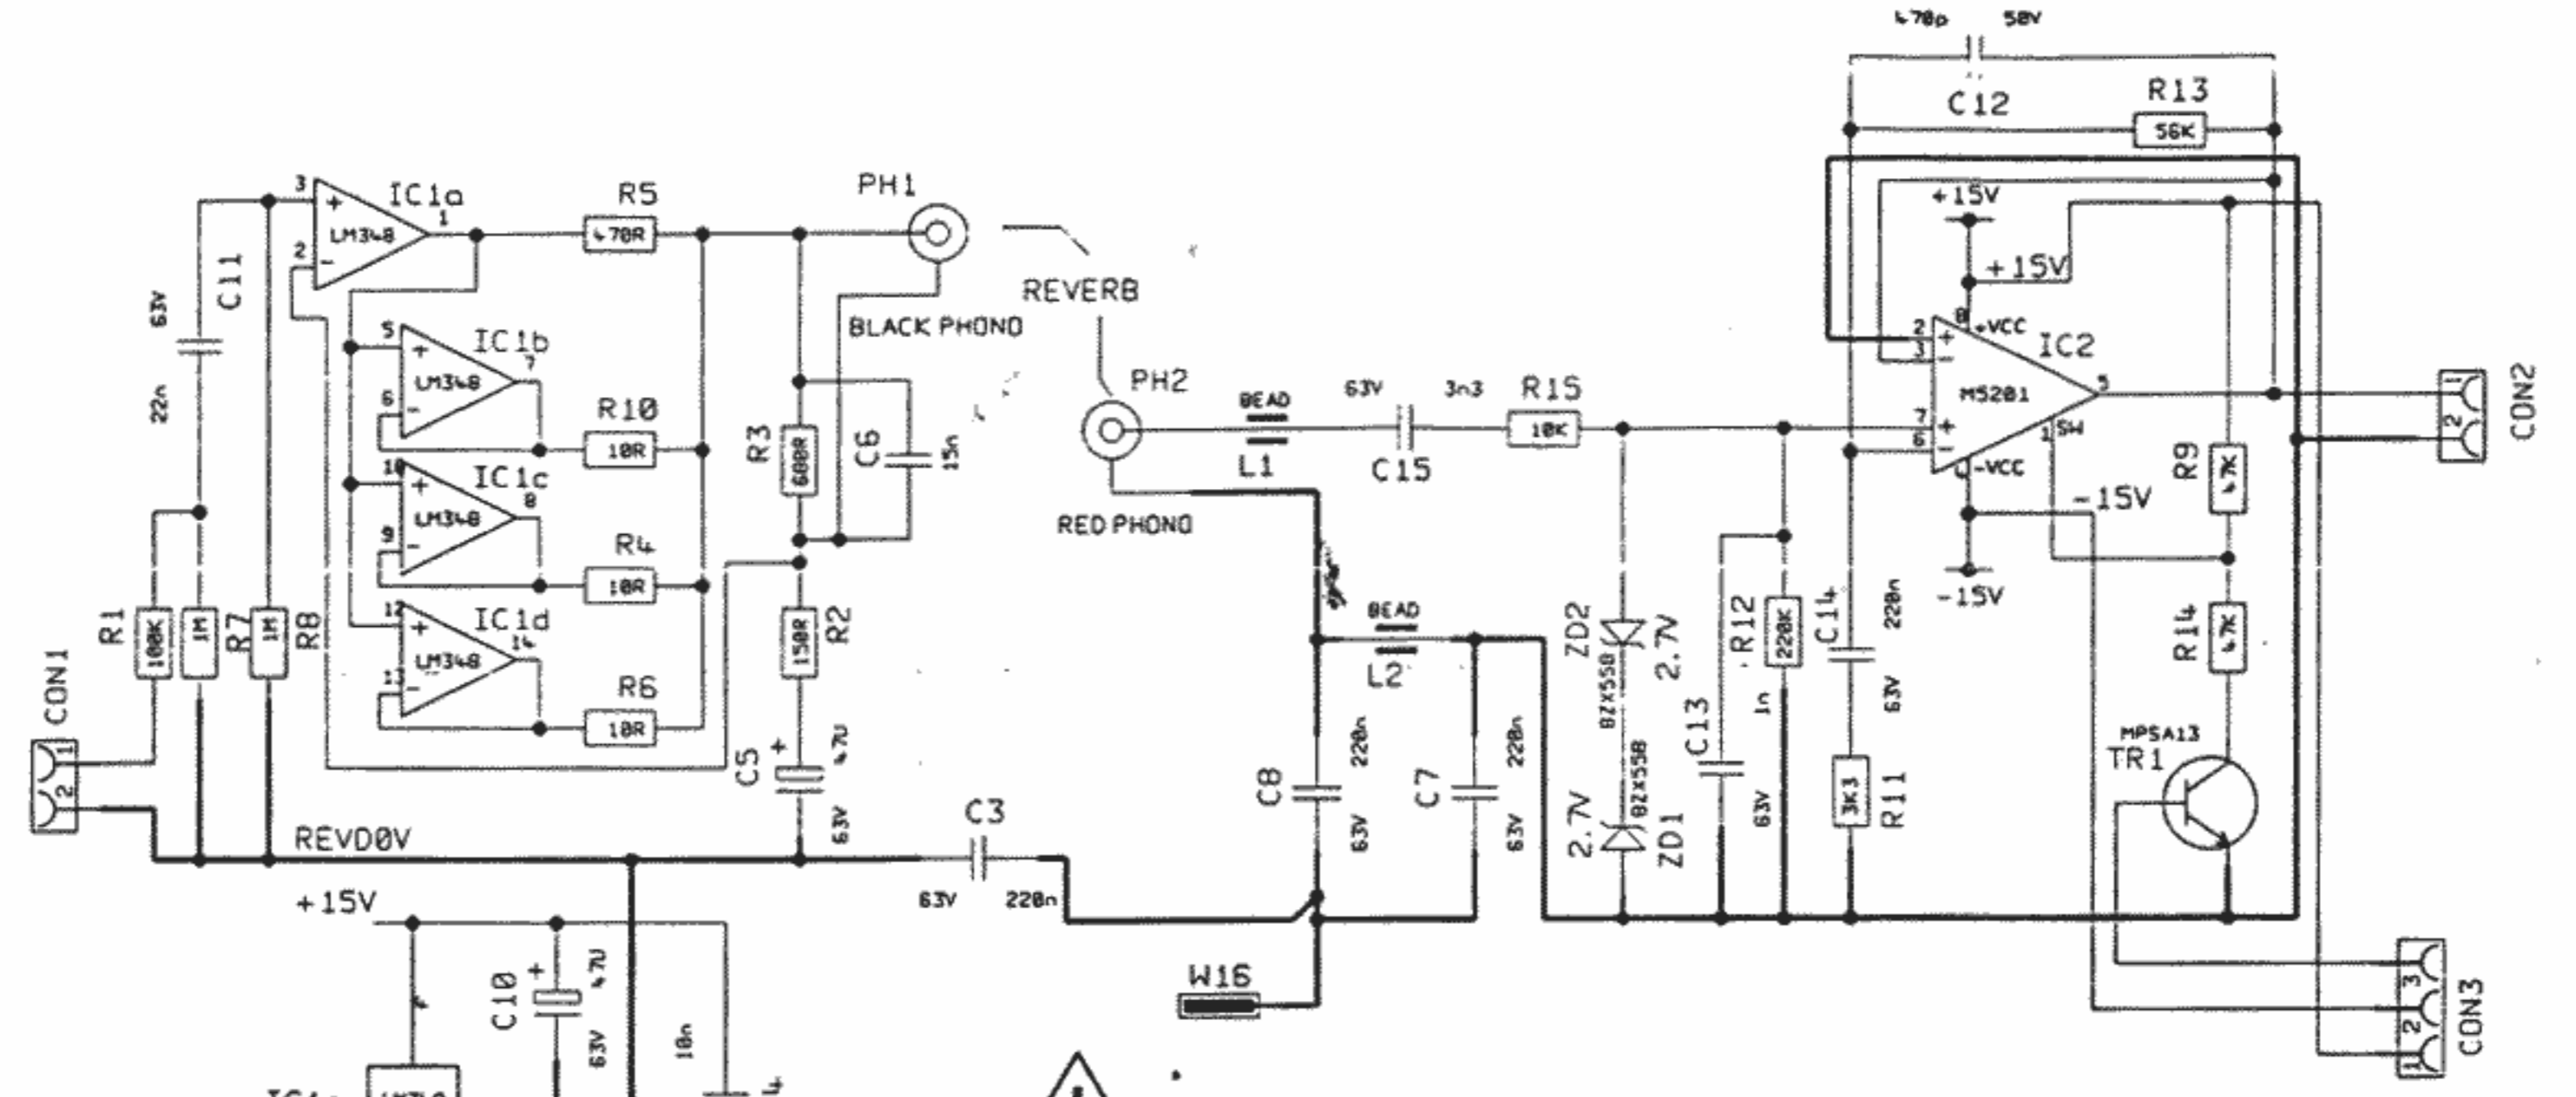 470p 50V
C12
R13
56K
3 IC1a
+ 1
LM348
2 -
R5
470R
PH1
REVERB
BLACK PHONO
63V
C11
22n
5 IC1b
+ 7
LM348
6 -
R10
10R
10 IC1c
+ 8
LM348
9 -
R4
10R
12 IC1d
+
LM348
13 -
R6
10R
R3
680R
C6
15n
R2
150R
C5
+ 47U
63V
R1
100K
1M
R7
1M
R8
CON1
1
2
REVD0V
C3
63V 220n
PH2
RED PHONO
BEAD
L1
63V 3n3
C15
R15
10K
BEAD
L2
C8
220n
63V
C7
220n
63V
W16
ZD2
BZX55B
2.7V
2.7V
BZX55B
ZD1
C13
1n
63V
R12
220K
C14
220n
63V
3K3
R11
+15V
+15V
8
+VCC
2 +
3 -
IC2
M5201
5
7 +
6 -
1 SW
4 -VCC
-15V
-15V
R9
47K
R14
47K
MPSA13
TR1
1
2
CON2
3
2
1
CON3
+15V
C10
+ 47U
63V
10n